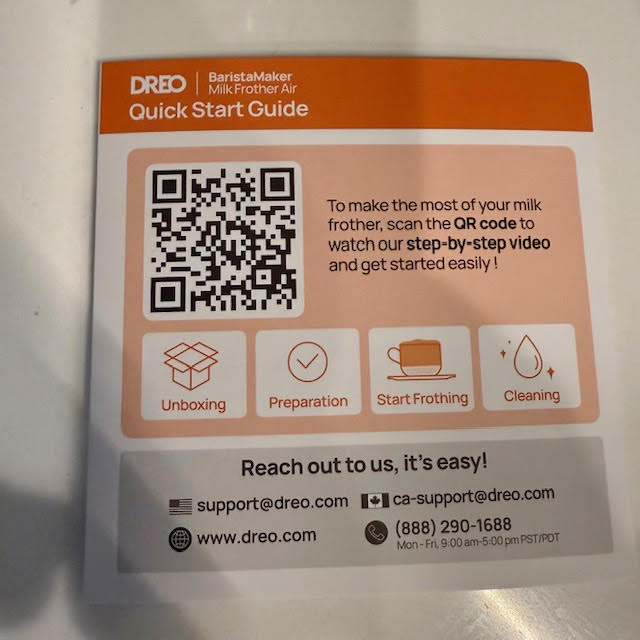 DREO | BaristaMaker
Milk Frother Air
Quick Start Guide
To make the most of your milk
frother, scan the QR code to
watch our step-by-step video
and get started easily !
Unboxing
Preparation
Start Frothing
Cleaning
Reach out to us, it's easy!
support@dreo.com
ca-support@dreo.com
www.dreo.com
(888) 290-1688
Mon - Fri, 9:00 am-5:00 pm PST/PDT